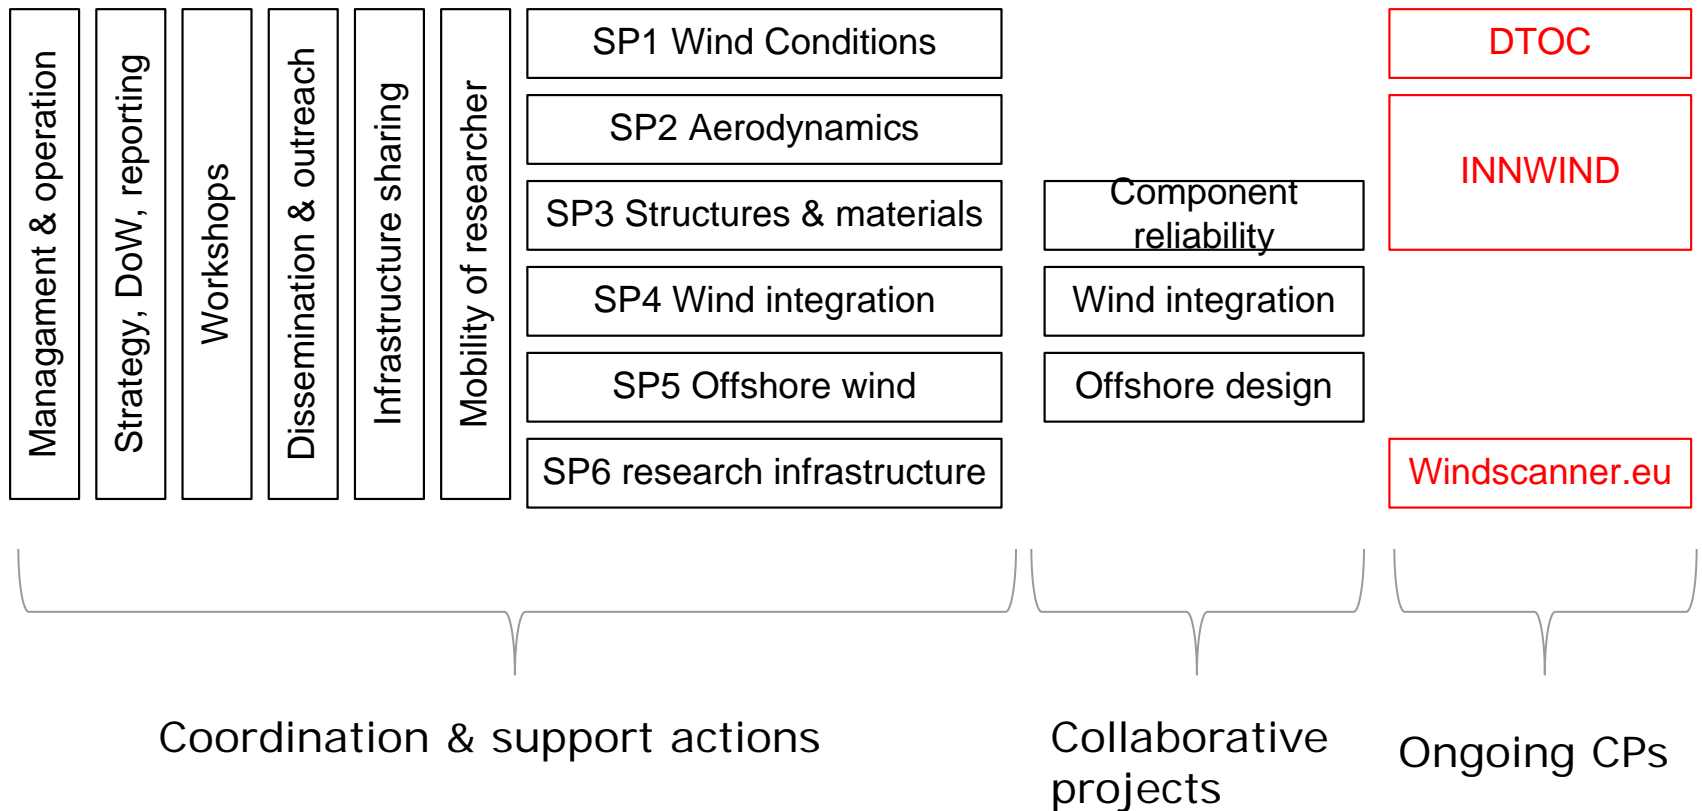 Managament & operation
Strategy, DoW, reporting
Workshops
Dissemination & outreach
Infrastructure sharing
Mobility of researcher
SP1 Wind Conditions
SP2 Aerodynamics
SP3 Structures & materials
SP4 Wind integration
SP5 Offshore wind
SP6 research infrastructure
Component
reliability
Wind integration
Offshore design
DTOC
INNWIND
Windscanner.eu
Coordination & support actions
Collaborative
projects
Ongoing CPs